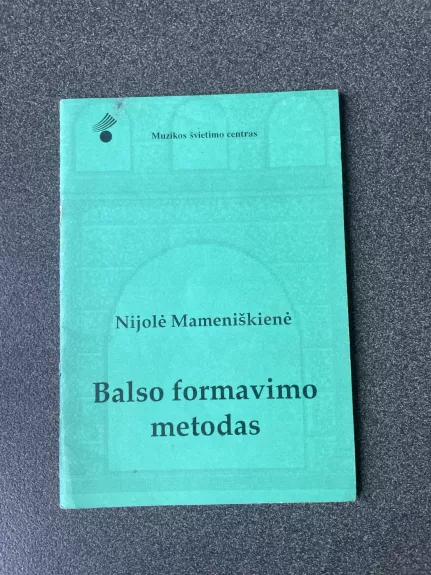 Muzikos švietimo centras
Nijolė Mameniškienė
Balso formavimo
metodas